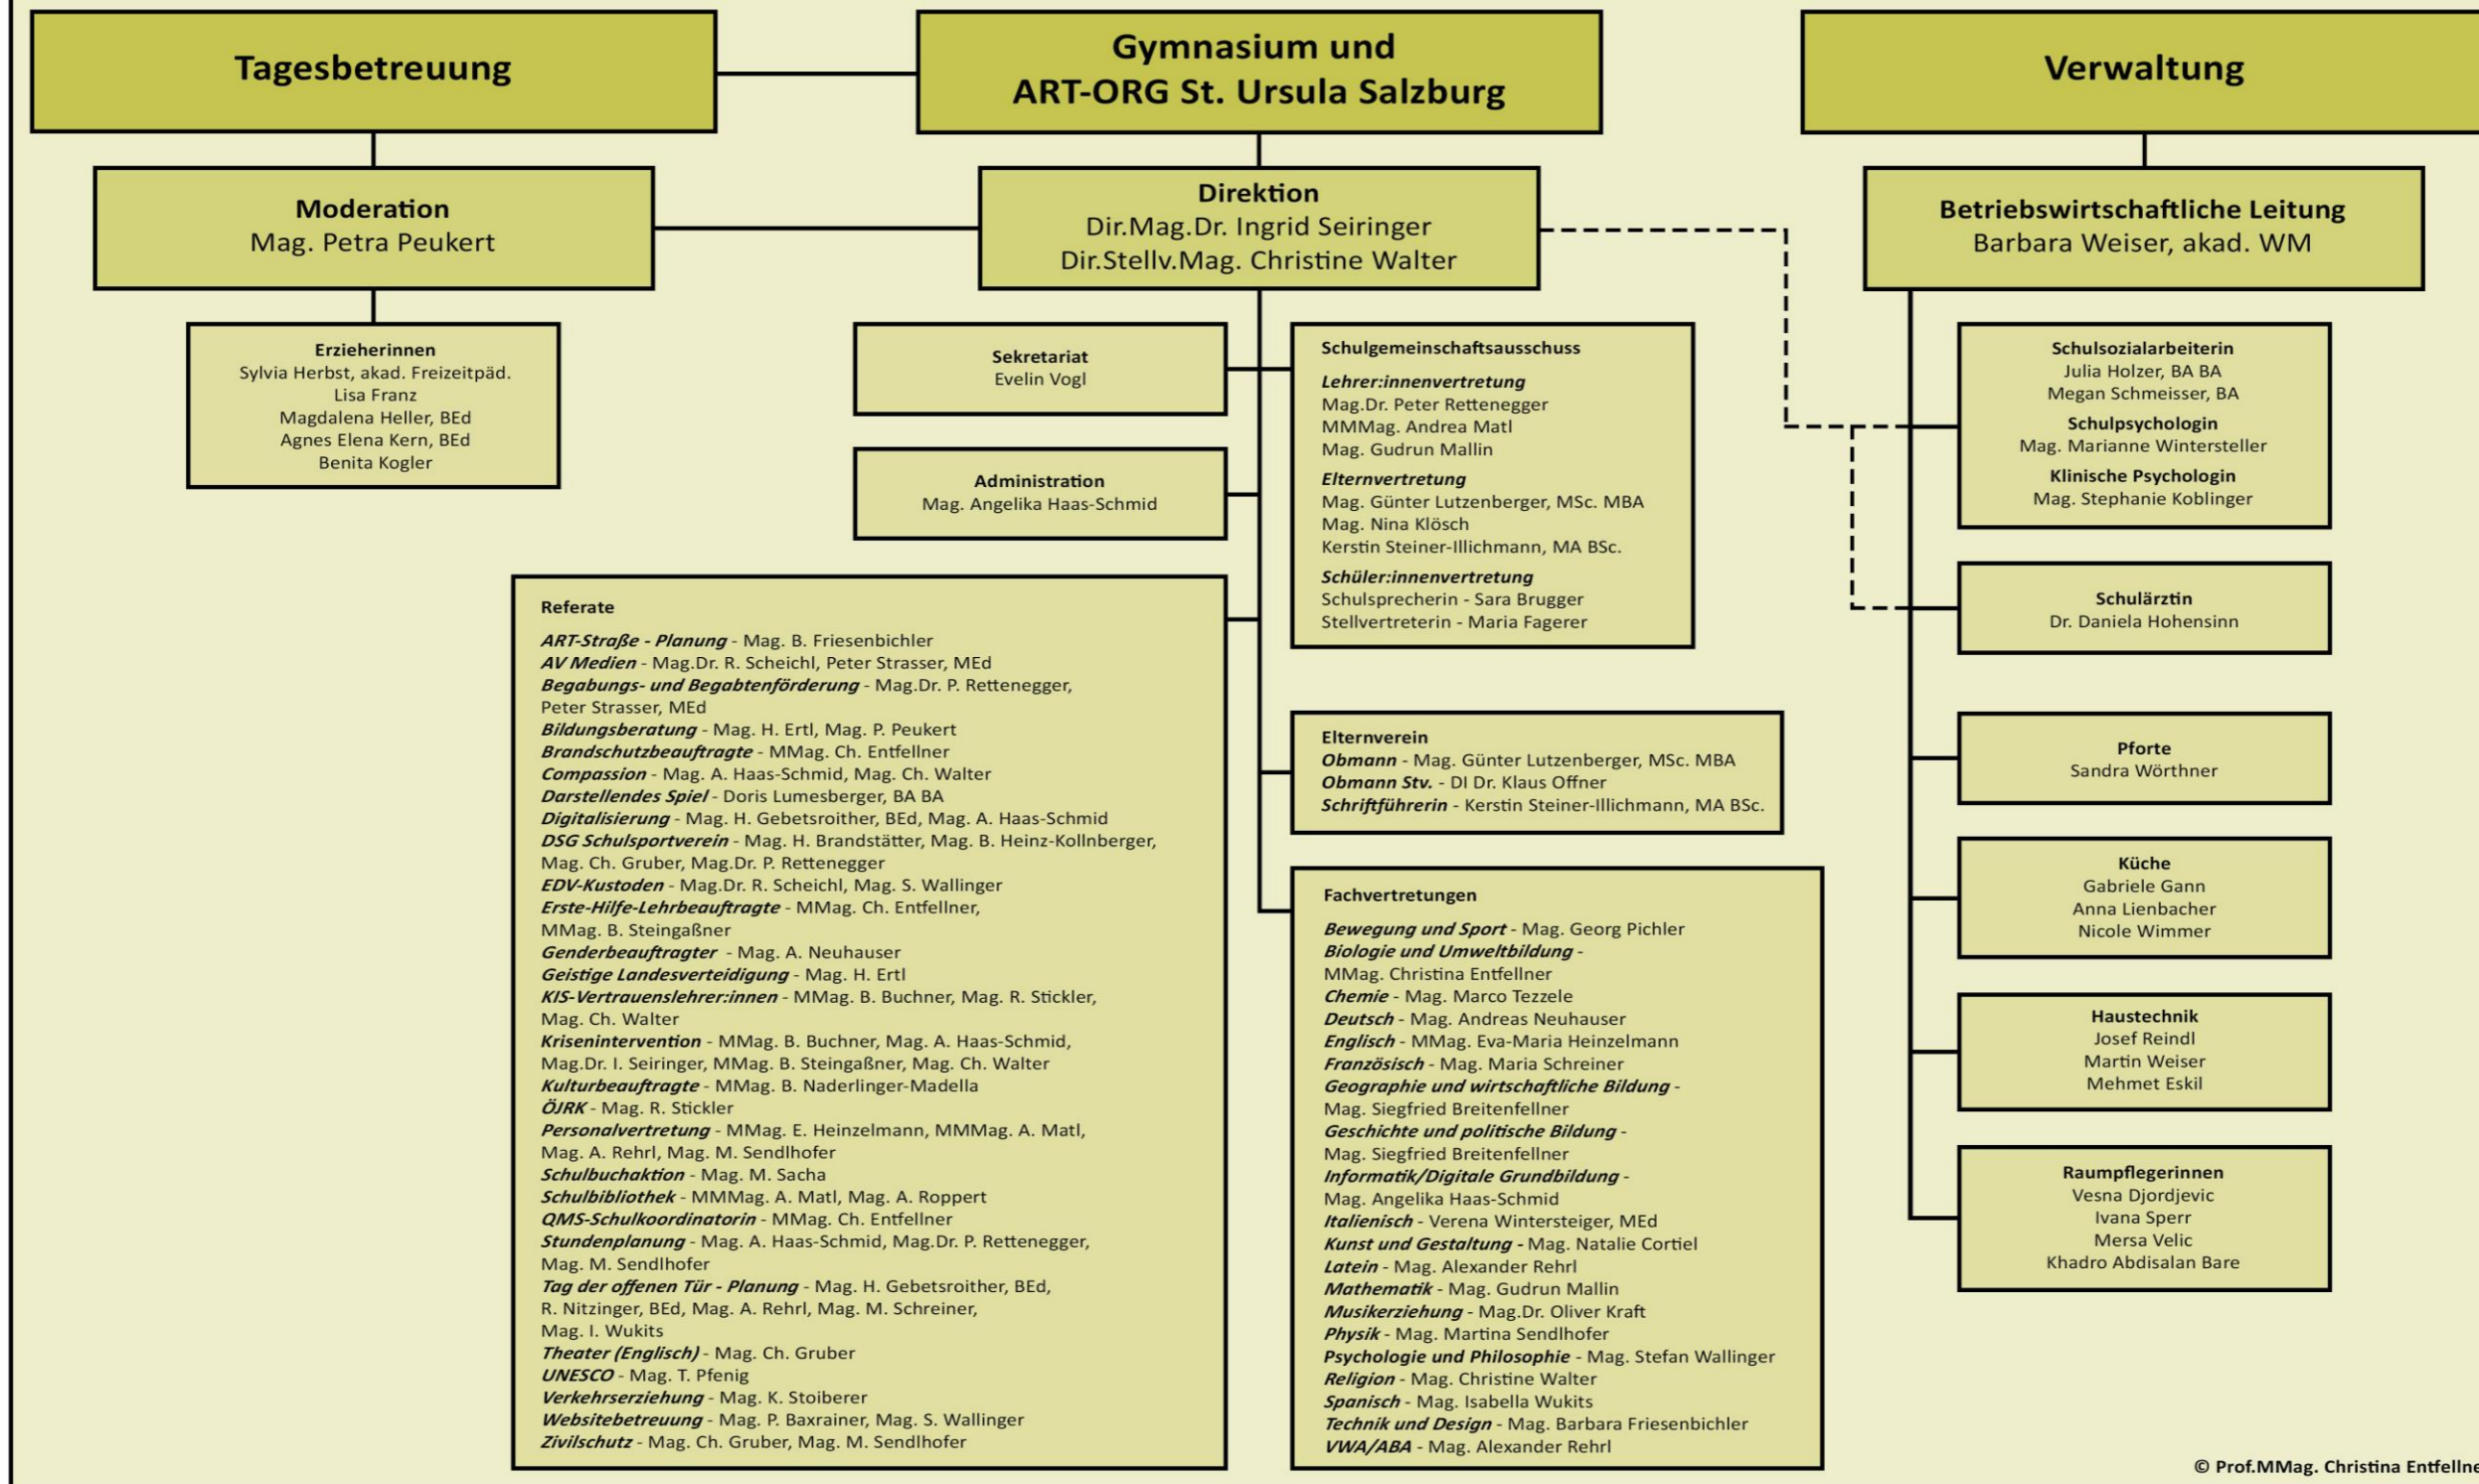 Tagesbetreuung
Gymnasium und
ART-ORG St. Ursula Salzburg
Verwaltung
Moderation
Mag. Petra Peukert
Direktion
Dir.Mag.Dr. Ingrid Seiringer
Dir.Stellv.Mag. Christine Walter
Betriebswirtschaftliche Leitung
Barbara Weiser, akad. WM
Erzieherinnen
Sylvia Herbst, akad. Freizeitpäd.
Lisa Franz
Magdalena Heller, BEd
Agnes Elena Kern, BEd
Benita Kogler
Sekretariat
Evelin Vogl
Administration
Mag. Angelika Haas-Schmid
Schulgemeinschaftsausschuss
Lehrer:innenvertretung
Mag.Dr. Peter Rettenegger
MMMag. Andrea Matl
Mag. Gudrun Mallin
Elternvertretung
Mag. Günter Lutzenberger, MSc. MBA
Mag. Nina Klösch
Kerstin Steiner-Illichmann, MA BSc.
Schüler:innenvertretung
Schulsprecherin - Sara Brugger
Stellvertreterin - Maria Fagerer
Referate
ART-Straße - Planung - Mag. B. Friesenbichler
AV Medien - Mag.Dr. R. Scheichl, Peter Strasser, MEd
Begabungs- und Begabtenförderung - Mag.Dr. P. Rettenegger,
Peter Strasser, MEd
Bildungsberatung - Mag. H. Ertl, Mag. P. Peukert
Brandschutzbeauftragte - MMag. Ch. Entfellner
Compassion - Mag. A. Haas-Schmid, Mag. Ch. Walter
Darstellendes Spiel - Doris Lumesberger, BA BA
Digitalisierung - Mag. H. Gebetsroither, BEd, Mag. A. Haas-Schmid
DSG Schulsportverein - Mag. H. Brandstätter, Mag. B. Heinz-Kollnberger,
Mag. Ch. Gruber, Mag.Dr. P. Rettenegger
EDV-Kustoden - Mag.Dr. R. Scheichl, Mag. S. Wallinger
Erste-Hilfe-Lehrbeauftragte - MMag. Ch. Entfellner,
MMag. B. Steingaßner
Genderbeauftragter - Mag. A. Neuhauser
Geistige Landesverteidigung - Mag. H. Ertl
KIS-Vertrauenslehrer:innen - MMag. B. Buchner, Mag. R. Stickler,
Mag. Ch. Walter
Krisenintervention - MMag. B. Buchner, Mag. A. Haas-Schmid,
Mag.Dr. I. Seiringer, MMag. B. Steingaßner, Mag. Ch. Walter
Kulturbeauftragte - MMag. B. Naderlinger-Madella
ÖJRK - Mag. R. Stickler
Personalvertretung - MMag. E. Heinzelmann, MMMag. A. Matl,
Mag. A. Rehrl, Mag. M. Sendlhofer
Schulbuchaktion - Mag. M. Sacha
Schulbibliothek - MMMag. A. Matl, Mag. A. Roppert
QMS-Schulkoordinatorin - MMag. Ch. Entfellner
Stundenplanung - Mag. A. Haas-Schmid, Mag.Dr. P. Rettenegger,
Mag. M. Sendlhofer
Tag der offenen Tür - Planung - Mag. H. Gebetsroither, BEd,
R. Nitzinger, BEd, Mag. A. Rehrl, Mag. M. Schreiner,
Mag. I. Wukits
Theater (Englisch) - Mag. Ch. Gruber
UNESCO - Mag. T. Pfenig
Verkehrserziehung - Mag. K. Stoiberer
Websitebetreuung - Mag. P. Baxrainer, Mag. S. Wallinger
Zivilschutz - Mag. Ch. Gruber, Mag. M. Sendlhofer
Elternverein
Obmann - Mag. Günter Lutzenberger, MSc. MBA
Obmann Stv. - DI Dr. Klaus Offner
Schriftführerin - Kerstin Steiner-Illichmann, MA BSc.
Fachvertretungen
Bewegung und Sport - Mag. Georg Pichler
Biologie und Umweltbildung -
MMag. Christina Entfellner
Chemie - Mag. Marco Tezzele
Deutsch - Mag. Andreas Neuhauser
Englisch - MMag. Eva-Maria Heinzelmann
Französisch - Mag. Maria Schreiner
Geographie und wirtschaftliche Bildung -
Mag. Siegfried Breitenfellner
Geschichte und politische Bildung -
Mag. Siegfried Breitenfellner
Informatik/Digitale Grundbildung -
Mag. Angelika Haas-Schmid
Italienisch - Verena Wintersteiger, MEd
Kunst und Gestaltung - Mag. Natalie Cortiel
Latein - Mag. Alexander Rehrl
Mathematik - Mag. Gudrun Mallin
Musikerziehung - Mag.Dr. Oliver Kraft
Physik - Mag. Martina Sendlhofer
Psychologie und Philosophie - Mag. Stefan Wallinger
Religion - Mag. Christine Walter
Spanisch - Mag. Isabella Wukits
Technik und Design - Mag. Barbara Friesenbichler
VWA/ABA - Mag. Alexander Rehrl
Schulsozialarbeiterin
Julia Holzer, BA BA
Megan Schmeisser, BA
Schulpsychologin
Mag. Marianne Wintersteller
Klinische Psychologin
Mag. Stephanie Koblinger
Schulärztin
Dr. Daniela Hohensinn
Pforte
Sandra Wörthner
Küche
Gabriele Gann
Anna Lienbacher
Nicole Wimmer
Haustechnik
Josef Reindl
Martin Weiser
Mehmet Eskil
Raumpflegerinnen
Vesna Djordjevic
Ivana Sperr
Mersa Velic
Khadro Abdisalan Bare
© Prof.MMag. Christina Entfellne